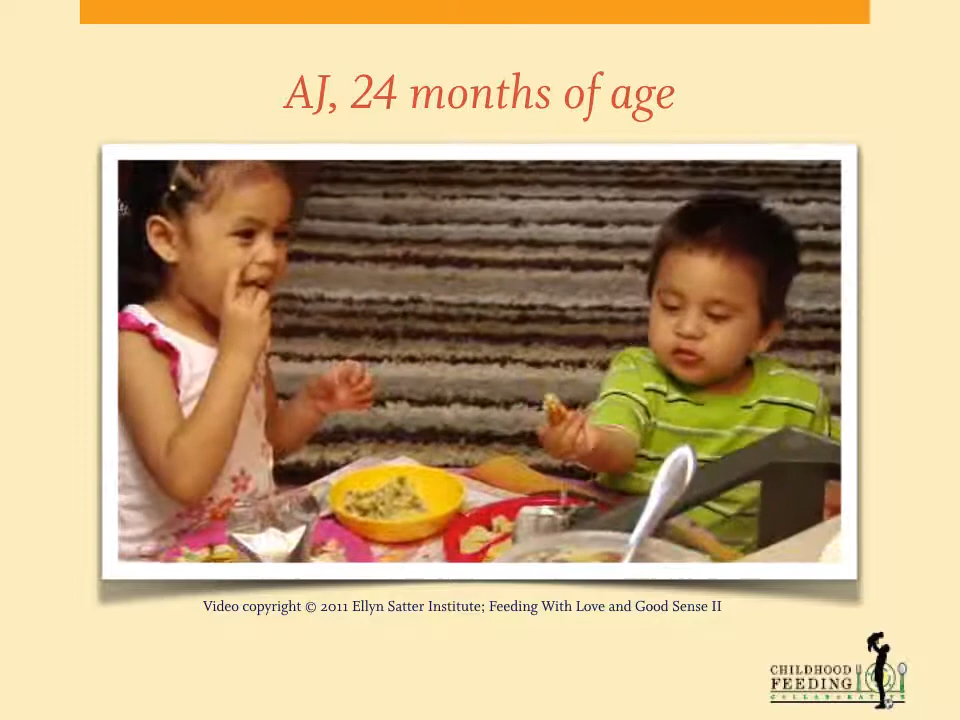 AJ, 24 months of age
Video copyright © 2011 Ellyn Satter Institute; Feeding With Love and Good Sense II
CHILDHOOD
FEEDING
COLLABORATIVE